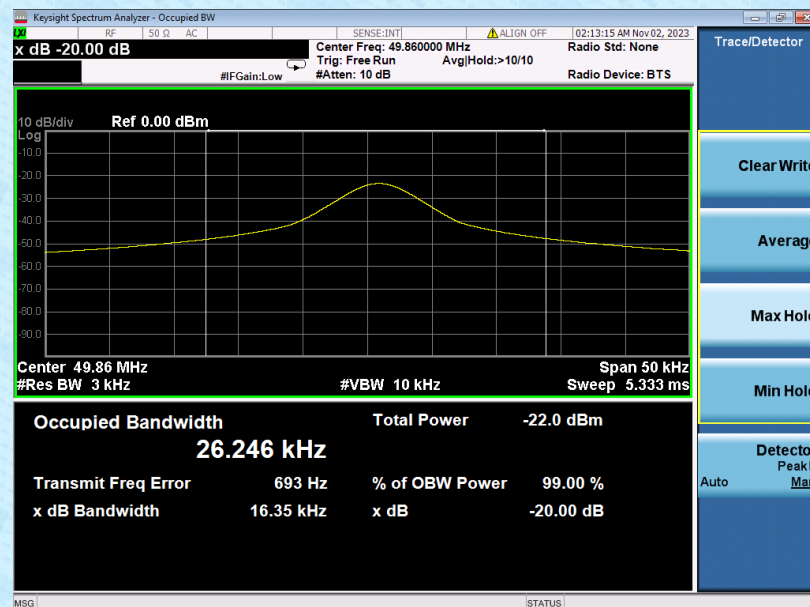 Keysight Spectrum Analyzer - Occupied BW
LXI RF 50 Ω AC SENSE:INT ALIGN OFF 02:13:15 AM Nov 02, 2023
x dB -20.00 dB
Center Freq: 49.860000 MHz Radio Std: None
Trig: Free Run Avg|Hold:>10/10
#IFGain:Low #Atten: 10 dB Radio Device: BTS
Trace/Detector
10 dB/div Ref 0.00 dBm
Log
-10.0
-20.0
-30.0
-40.0
-50.0
-60.0
-70.0
-80.0
-90.0
Center 49.86 MHz Span 50 kHz
#Res BW 3 kHz #VBW 10 kHz Sweep 5.333 ms
Occupied Bandwidth Total Power -22.0 dBm
26.246 kHz
Transmit Freq Error 693 Hz % of OBW Power 99.00 %
x dB Bandwidth 16.35 kHz x dB -20.00 dB
Clear Write
Average
Max Hold
Min Hold
Detecto
Peak
Auto Man
MSG STATUS